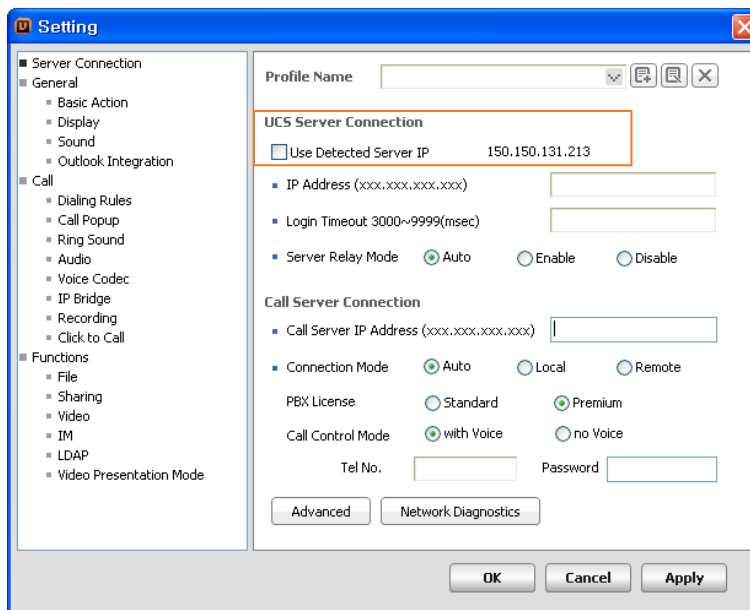 Setting
Server Connection
General
Basic Action
Display
Sound
Outlook Integration
Call
Dialing Rules
Call Popup
Ring Sound
Audio
Voice Codec
IP Bridge
Recording
Click to Call
Functions
File
Sharing
Video
IM
LDAP
Video Presentation Mode
Profile Name
UCS Server Connection
Use Detected Server IP 150.150.131.213
IP Address (xxx.xxx.xxx.xxx)
Login Timeout 3000~9999(msec)
Server Relay Mode Auto Enable Disable
Call Server Connection
Call Server IP Address (xxx.xxx.xxx.xxx)
Connection Mode Auto Local Remote
PBX License Standard Premium
Call Control Mode with Voice no Voice
Tel No. Password
Advanced Network Diagnostics
OK Cancel Apply